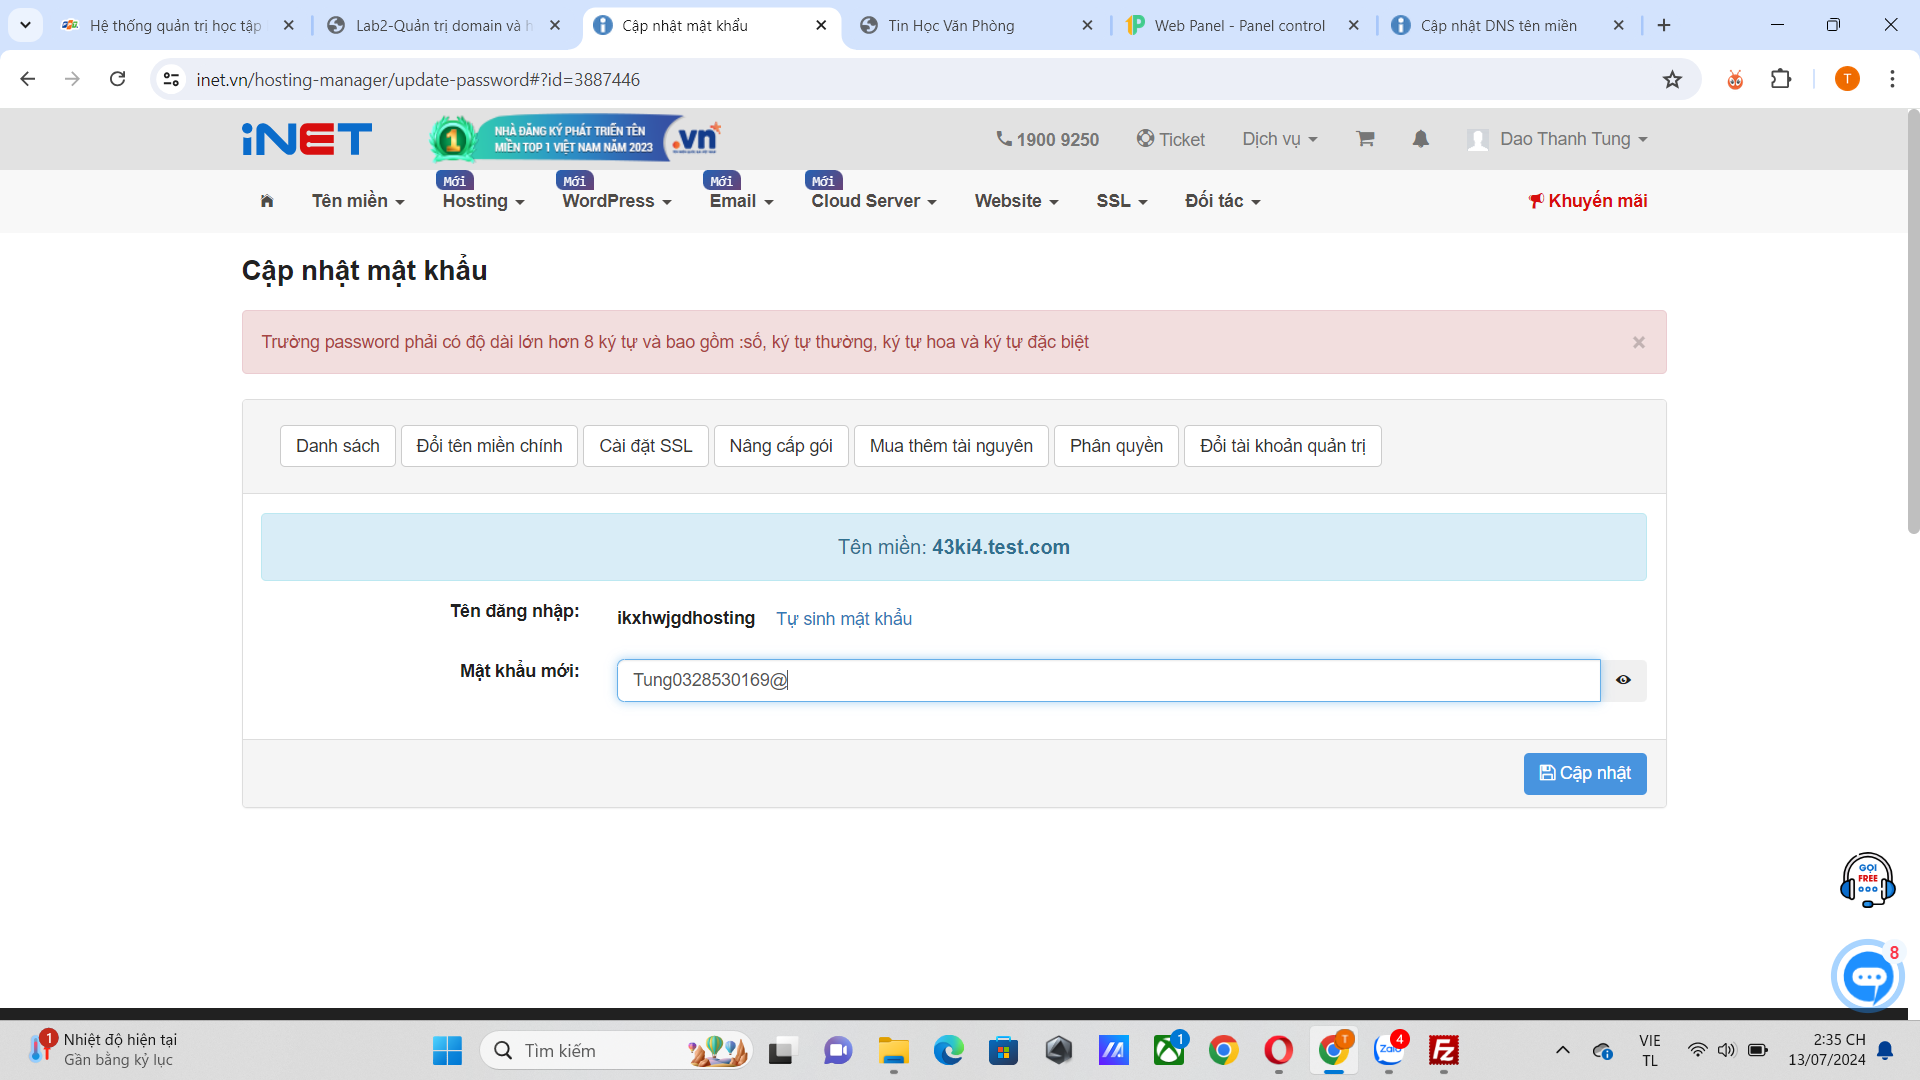 Hệ thống quản trị học tập
Lab2-Quản trị domain và h
Cập nhật mật khẩu
Tin Học Văn Phòng
Web Panel - Panel control
Cập nhật DNS tên miền
inet.vn/hosting-manager/update-password#?id=3887446
T
iNET
1
NHÀ ĐĂNG KÝ PHÁT TRIỂN TÊN
MIỀN TOP 1 VIỆT NAM NĂM 2023
.vn
1900 9250
Ticket
Dịch vụ
Dao Thanh Tung
Mới
Mới
Mới
Mới
Tên miền
Hosting
WordPress
Email
Cloud Server
Website
SSL
Đối tác
Khuyến mãi
Cập nhật mật khẩu
Trường password phải có độ dài lớn hơn 8 ký tự và bao gồm :số, ký tự thường, ký tự hoa và ký tự đặc biệt
×
Danh sách
Đổi tên miền chính
Cài đặt SSL
Nâng cấp gói
Mua thêm tài nguyên
Phân quyền
Đổi tài khoản quản trị
Tên miền: 43ki4.test.com
Tên đăng nhập:
ikxhwjgdhosting
Tự sinh mật khẩu
Mật khẩu mới:
Tung0328530169@
Cập nhật
GỌI
FREE
8
1
Nhiệt độ hiện tại
Gần bằng kỷ lục
Tìm kiếm
1
T
Zalo
4
VIE
TL
2:35 CH
13/07/2024